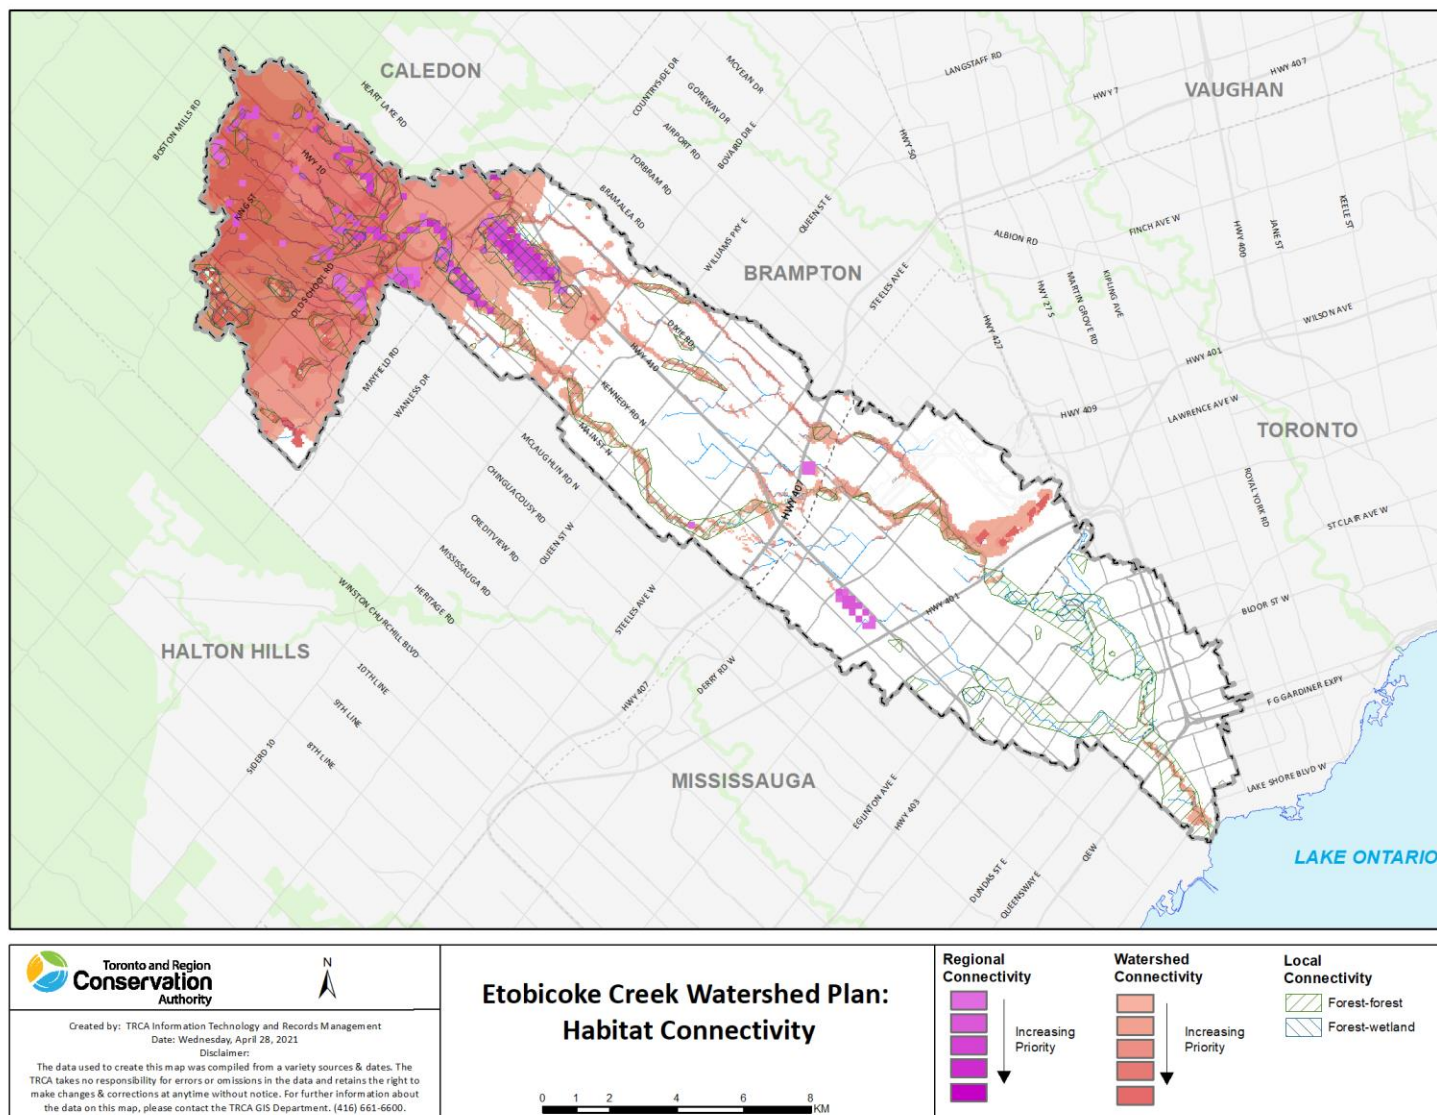 CALEDON
VAUGHAN
BRAMPTON
TORONTO
HALTON HILLS
MISSISSAUGA
LAKE ONTARIO
BOSTON MILLS RD
HEART LAKE RD
HWY 10
KING ST
OLD SCHOOL RD
MAYFIELD RD
WANLESS DR
COUNTRYSIDE DR
MCVEAN DR
GOREWAY DR
AIRPORT RD
BOVAIRD DR E
TORBRAM RD
BRAMALEA RD
WILLIAMS PKY E
QUEEN ST E
LANGSTAFF RD
HWY 7
HWY 407
HWY 50
KEELE ST
JANE ST
HWY 400
FINCH AVE W
ALBION RD
STEELES AVE E
HWY 27 S
MARTIN GROVE RD
KIPLING AVE
HWY 427
WILSON AVE
HWY 401
HWY 409
LAWRENCE AVE W
ROYAL YORK RD
ST CLAIR AVE W
BLOOR ST W
F G GARDINER EXPY
LAKE SHORE BLVD W
DIXIE RD
HWY 410
KENNEDY RD N
MAIN ST N
MCLAUGHLIN RD N
CHINGUACOUSY RD
CREDITVIEW RD
QUEEN ST W
MISSISSAUGA RD
HERITAGE RD
WINSTON CHURCHILL BLVD
STEELES AVE W
10TH LINE
9TH LINE
8TH LINE
SIDERD 10
HWY 407
DERRY RD W
HWY 407
HWY 401
EGLINTON AVE E
HWY 403
DUNDAS ST E
QUEENSWAY E
QEW
Toronto and Region
Conservation
Authority
N
Created by: TRCA Information Technology and Records Management
Date: Wednesday, April 28, 2021
Disclaimer:
The data used to create this map was compiled from a variety sources & dates. The
TRCA takes no responsibility for errors or omissions in the data and retains the right to
make changes & corrections at anytime without notice. For further information about
the data on this map, please contact the TRCA GIS Department. (416) 661-6600.
Etobicoke Creek Watershed Plan:
Habitat Connectivity
0 2 4 6 8
KM
Regional
Connectivity
Increasing
Priority
Watershed
Connectivity
Increasing
Priority
Local
Connectivity
Forest-forest
Forest-wetland